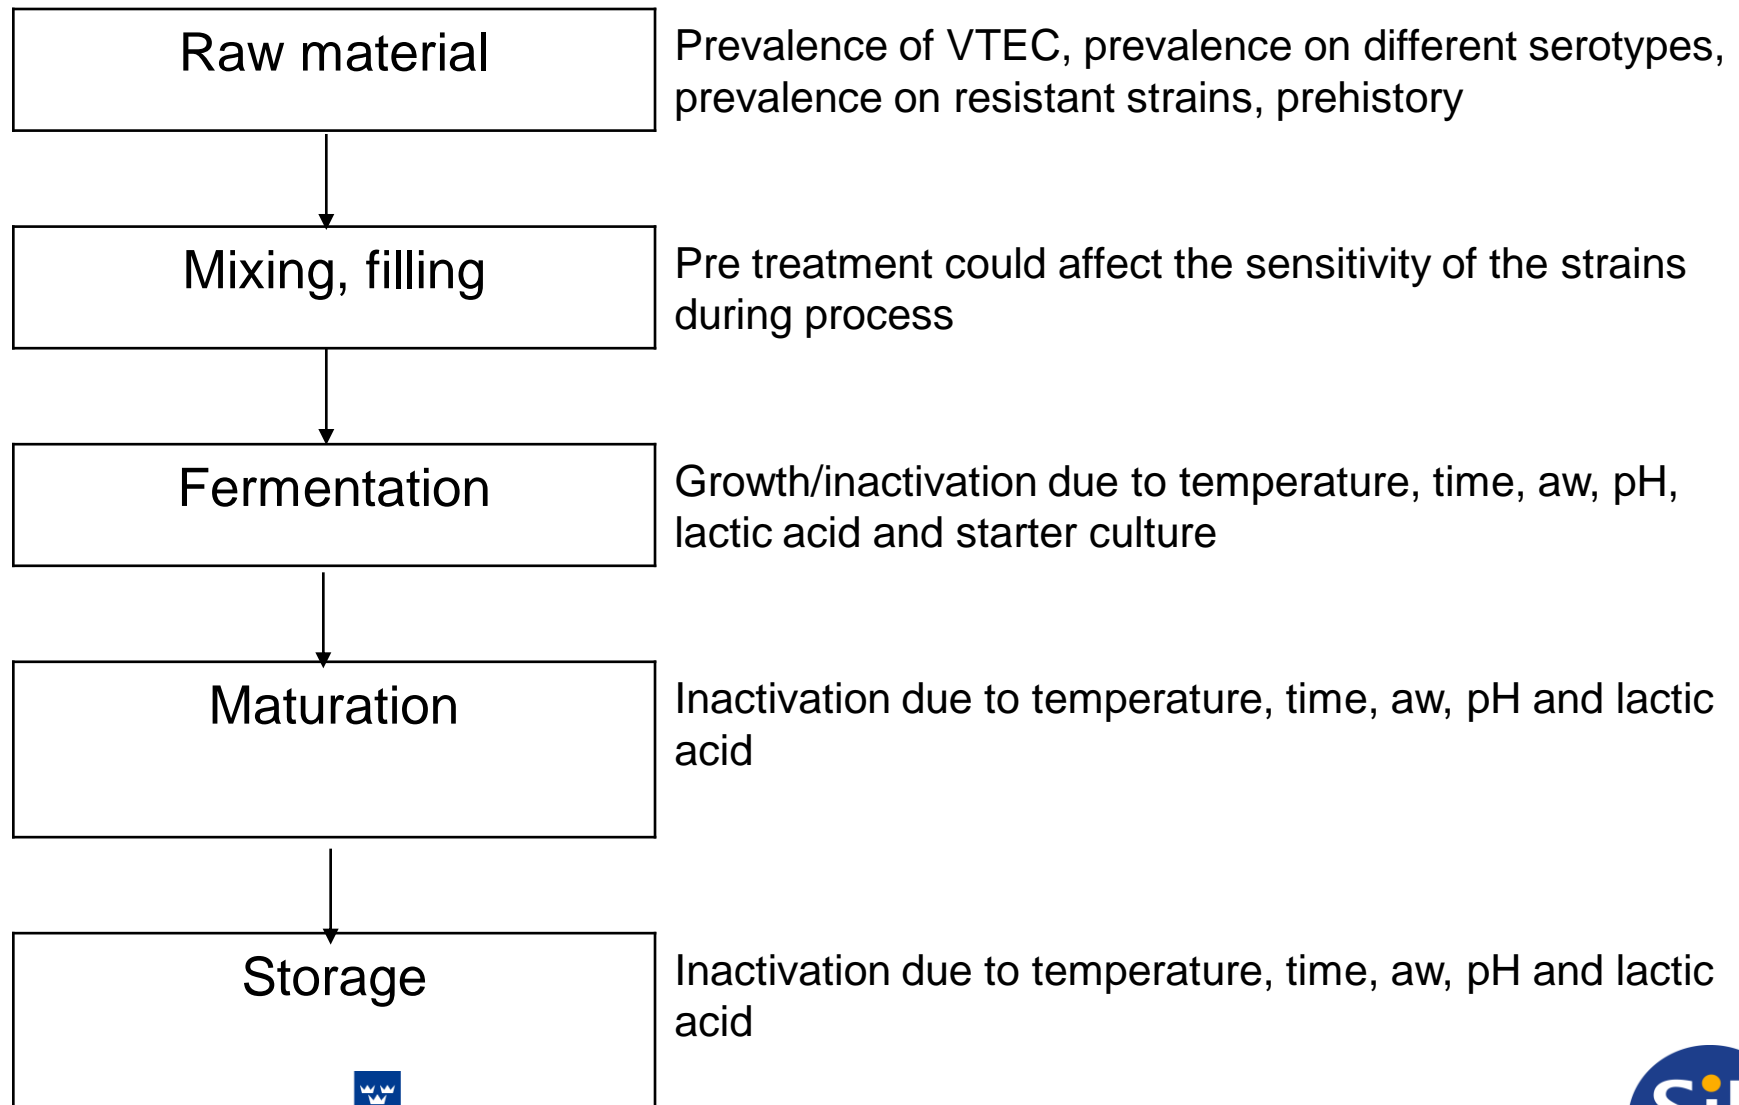 Raw material
Prevalence of VTEC, prevalence on different serotypes,
prevalence on resistant strains, prehistory
Mixing, filling
Pre treatment could affect the sensitivity of the strains
during process
Fermentation
Growth/inactivation due to temperature, time, aw, pH,
lactic acid and starter culture
Maturation
Inactivation due to temperature, time, aw, pH and lactic
acid
Storage
Inactivation due to temperature, time, aw, pH and lactic
acid